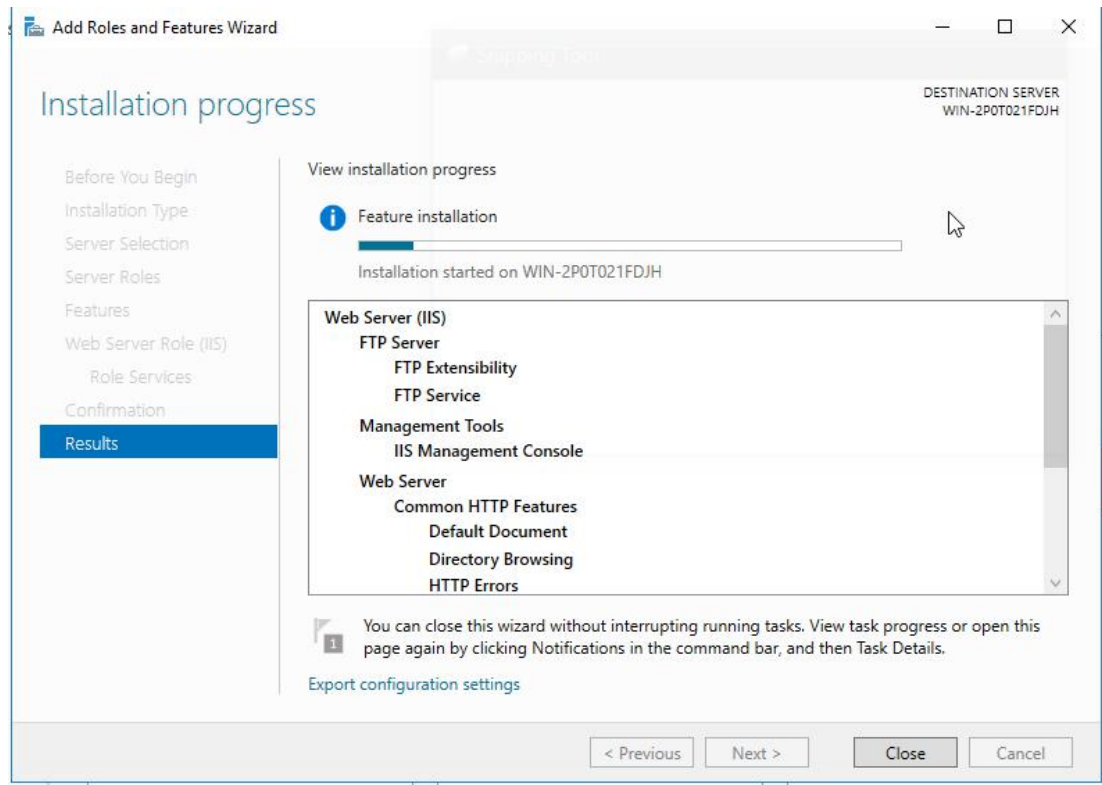 Add Roles and Features Wizard
Snipping Tool
Installation progress
DESTINATION SERVER
WIN-2P0T021FDJH
Before You Begin
Installation Type
Server Selection
Server Roles
Features
Web Server Role (IIS)
Role Services
Confirmation
Results
View installation progress
Feature installation
Installation started on WIN-2P0T021FDJH
Web Server (IIS)
FTP Server
FTP Extensibility
FTP Service
Management Tools
IIS Management Console
Web Server
Common HTTP Features
Default Document
Directory Browsing
HTTP Errors
1
You can close this wizard without interrupting running tasks. View task progress or open this
page again by clicking Notifications in the command bar, and then Task Details.
Export configuration settings
< Previous
Next >
Close
Cancel